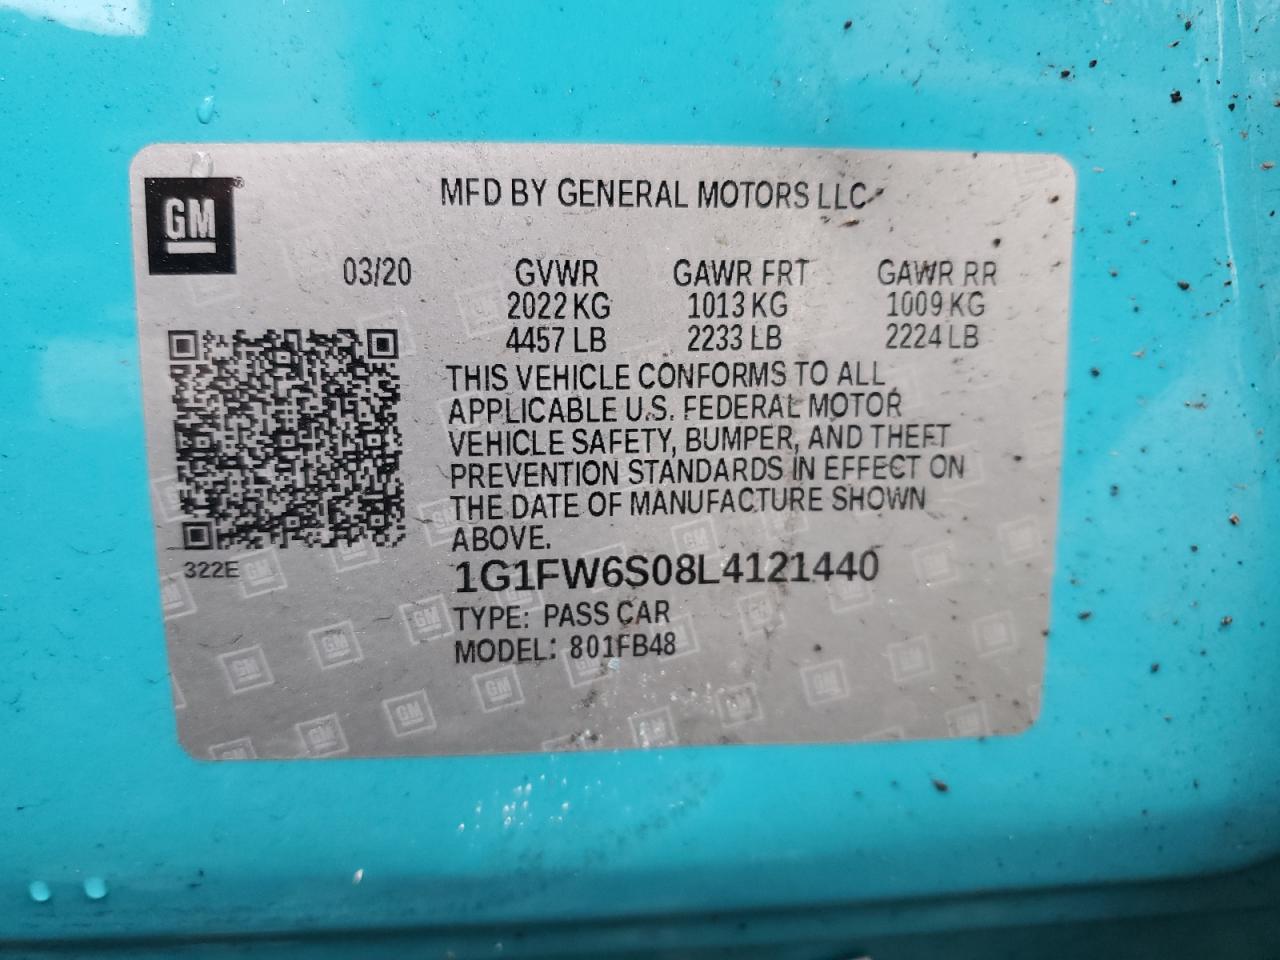 GM
MFD BY GENERAL MOTORS LLC
03/20 GVWR GAWR FRT GAWR RR
2022 KG 1013 KG 1009 KG
4457 LB 2233 LB 2224 LB
THIS VEHICLE CONFORMS TO ALL
APPLICABLE U.S. FEDERAL MOTOR
VEHICLE SAFETY, BUMPER, AND THEFT
PREVENTION STANDARDS IN EFFECT ON
THE DATE OF MANUFACTURE SHOWN
ABOVE.
322E
1G1FW6S08L4121440
TYPE: PASS CAR
MODEL: 801FB48